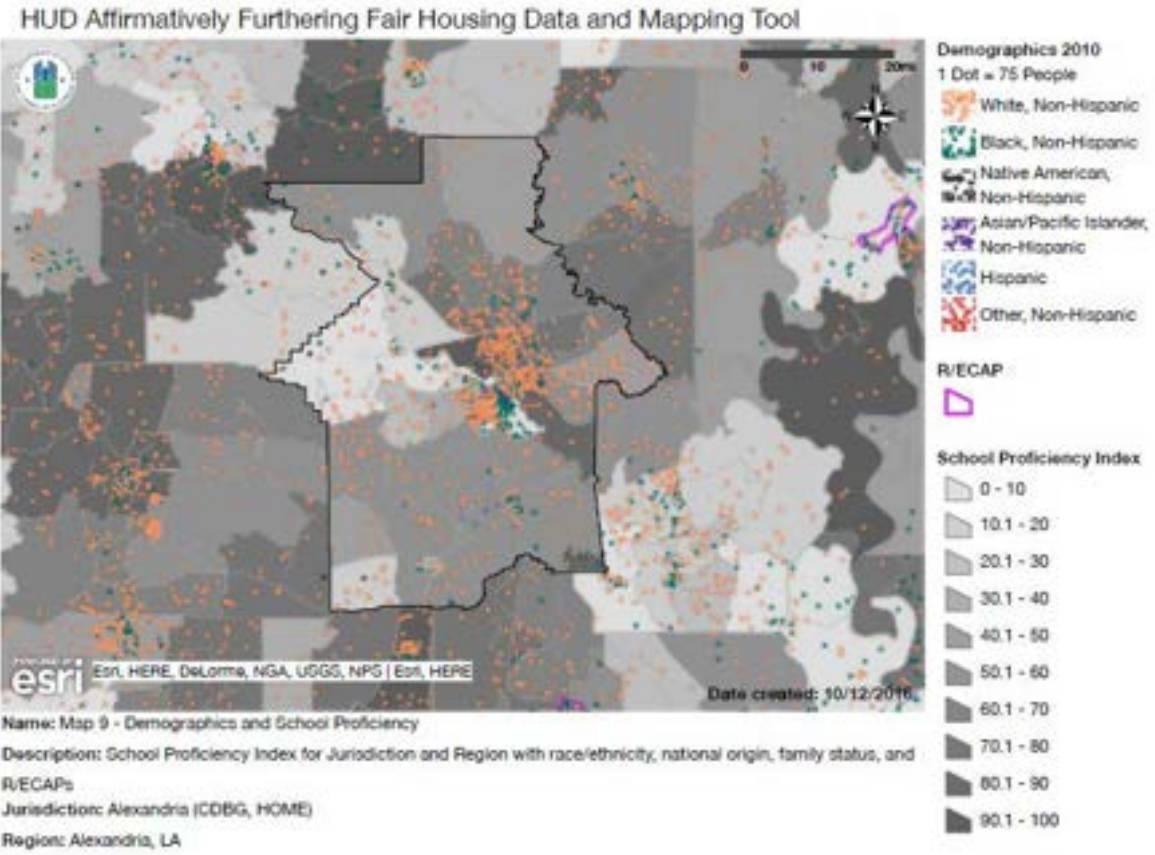 HUD Affirmatively Furthering Fair Housing Data and Mapping Tool
0 10 20mi
N
Demographics 2010
1 Dot = 75 People
White, Non-Hispanic
Black, Non-Hispanic
Native American,
Non-Hispanic
Asian/Pacific Islander,
Non-Hispanic
Hispanic
Other, Non-Hispanic
R/ECAP
School Proficiency Index
0 - 10
10.1 - 20
20.1 - 30
30.1 - 40
40.1 - 50
50.1 - 60
60.1 - 70
70.1 - 80
80.1 - 90
90.1 - 100
esri
Esri, HERE, DeLorme, NGA, USGS, NPS | Esri, HERE
Date created: 10/12/2016
Name: Map 9 - Demographics and School Proficiency
Description: School Proficiency Index for Jurisdiction and Region with race/ethnicity, national origin, family status, and
R/ECAPs
Jurisdiction: Alexandria (CDBG, HOME)
Region: Alexandria, LA